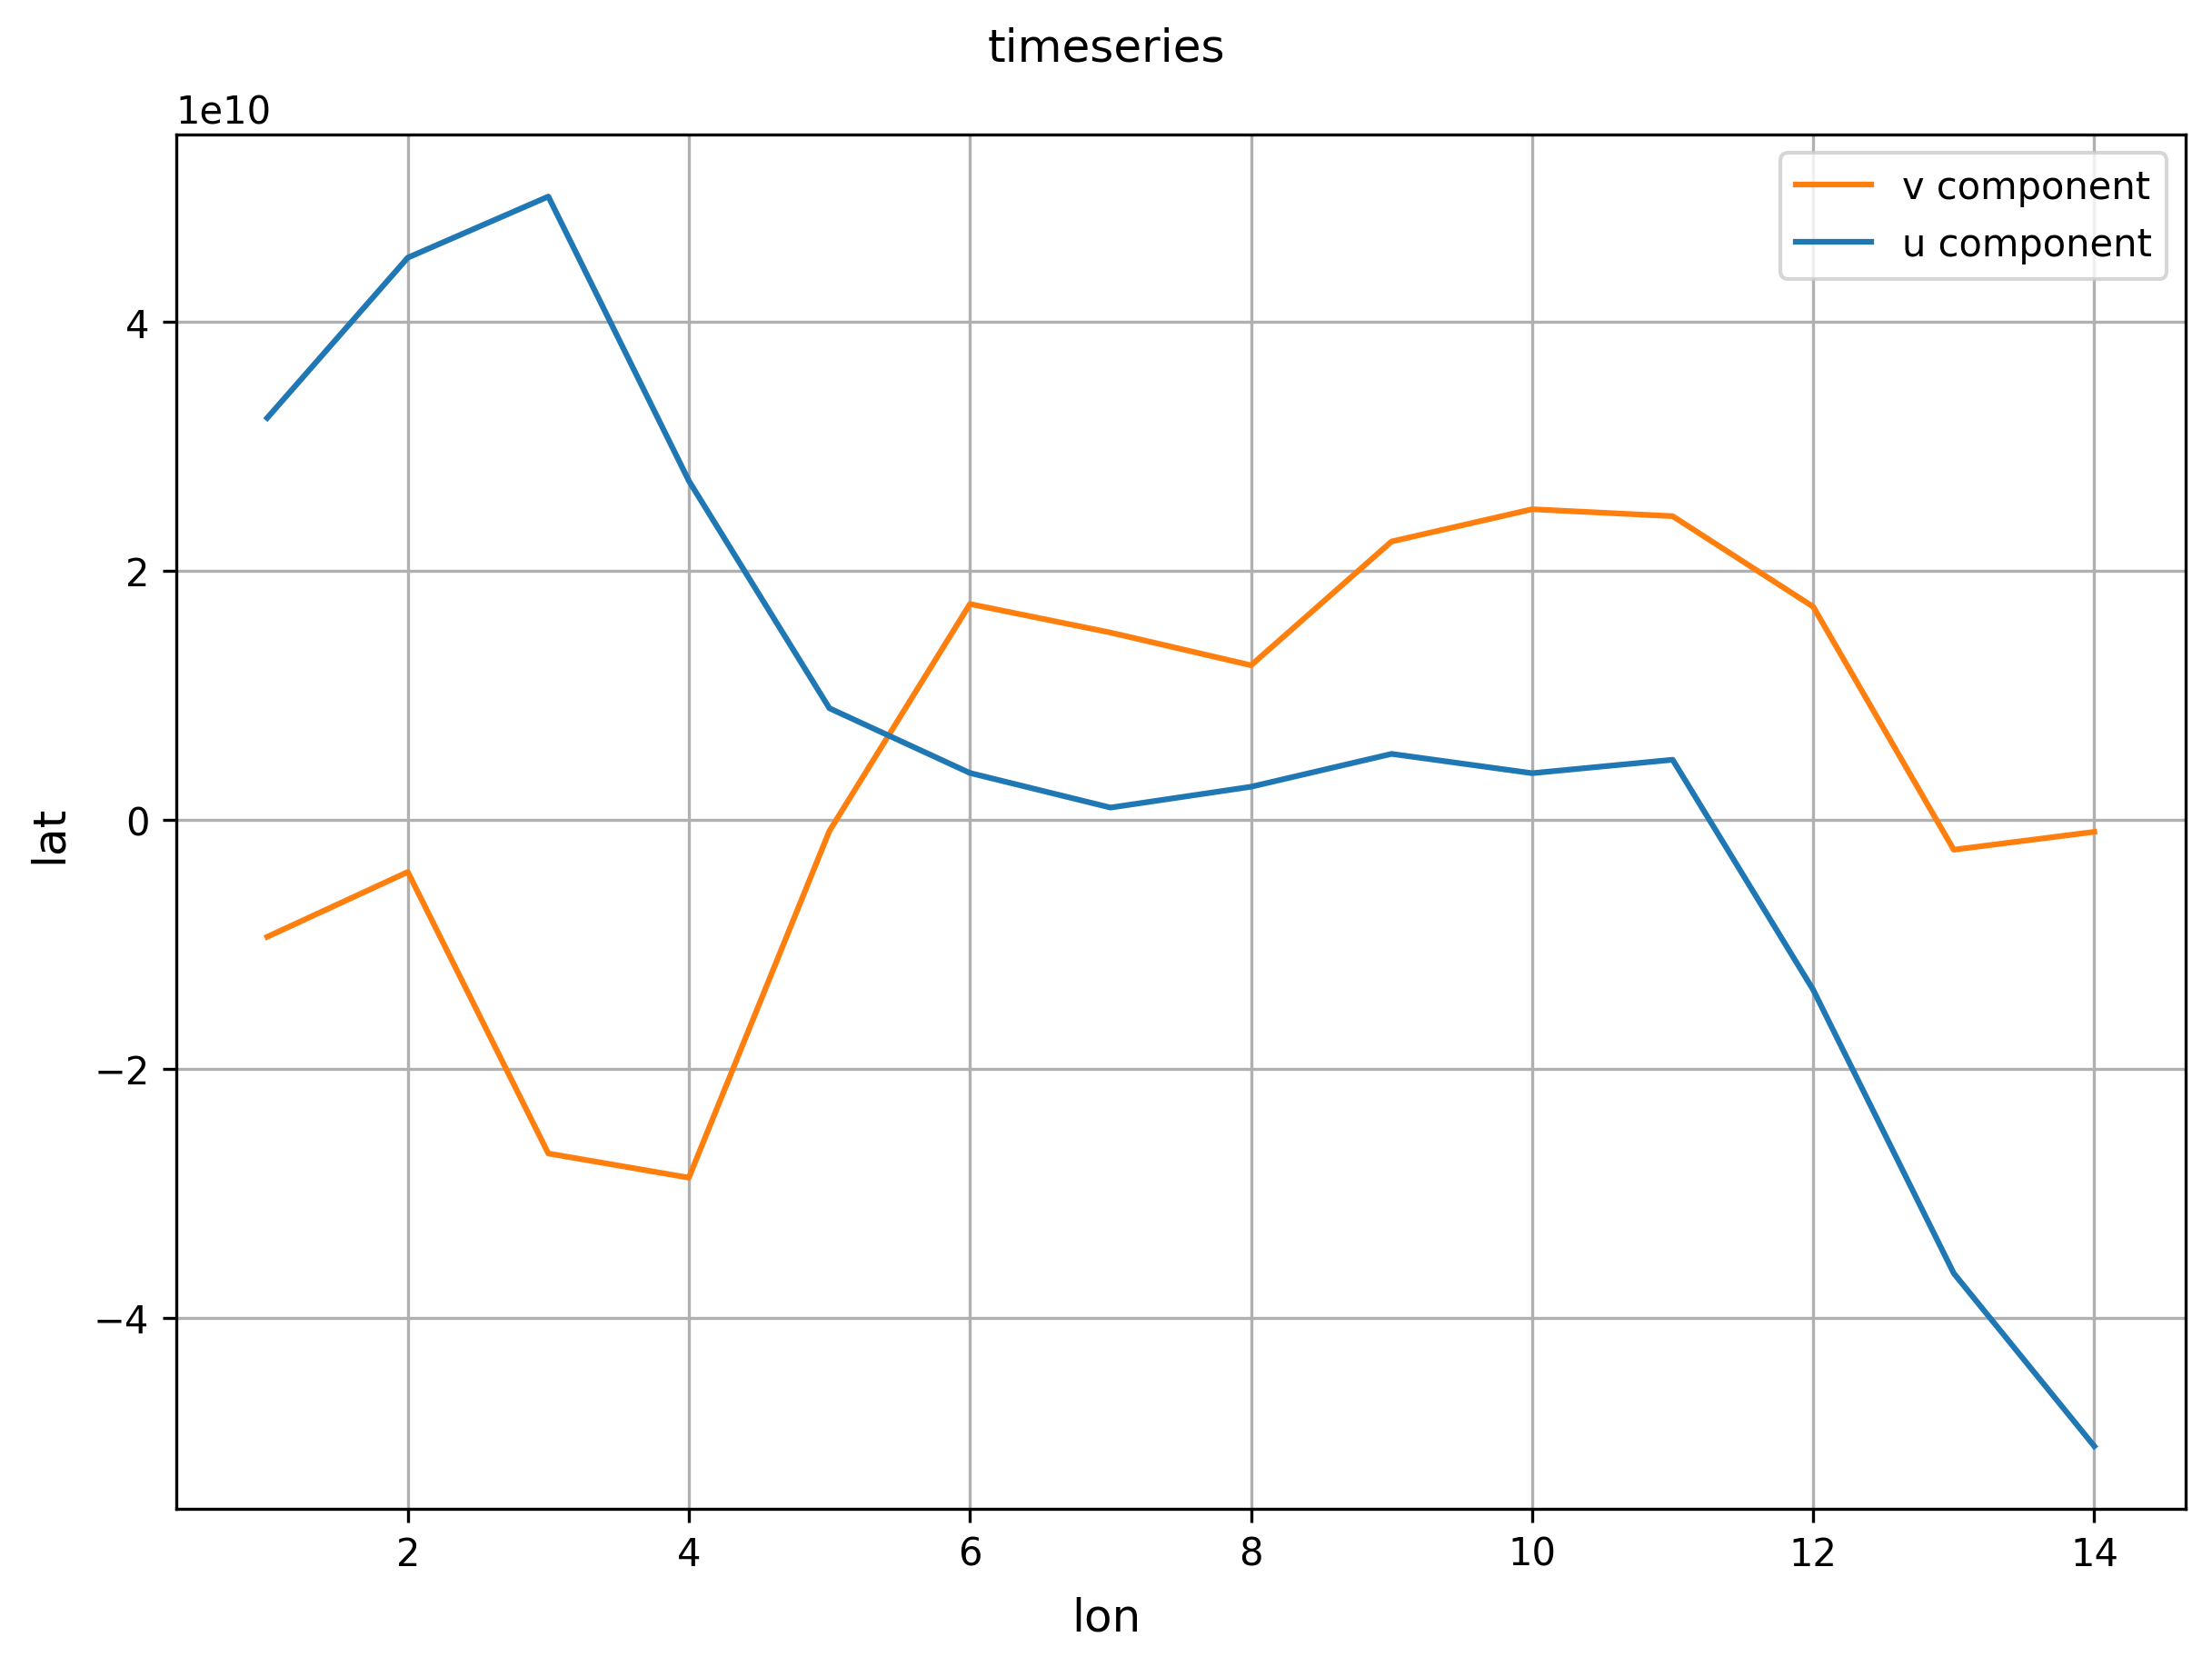 timeseries
1e10
v component
u component
4
2
0
−2
−4
lat
2 4 6 8 10 12 14
lon